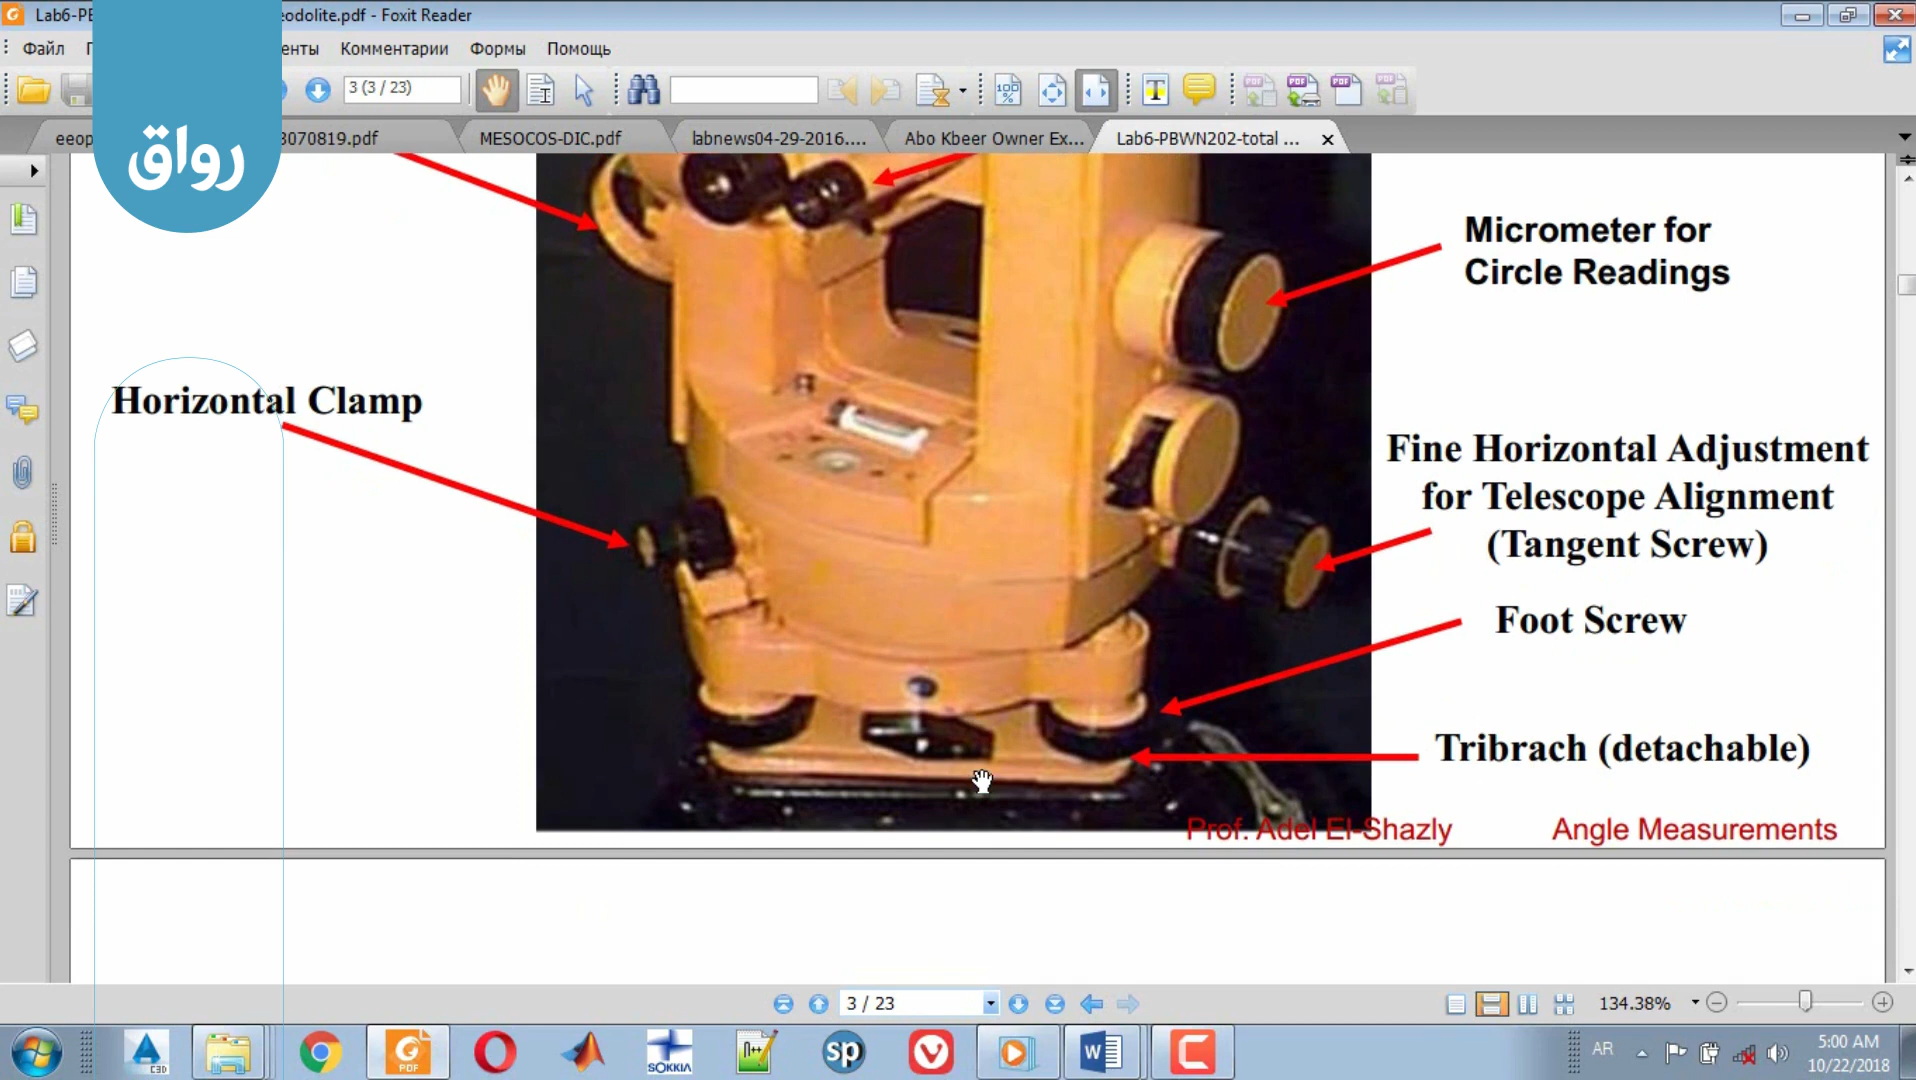 Lab6-PB
eodolite.pdf - Foxit Reader
Файл
енты
Комментарии
Формы
Помощь
3 (3 / 23)
eeop
3070819.pdf
MESOCOS-DIC.pdf
labnews04-29-2016....
Abo Kbeer Owner Ex...
Lab6-PBWN202-total ...
رواق
Micrometer for
Circle Readings
Horizontal Clamp
Fine Horizontal Adjustment
for Telescope Alignment
(Tangent Screw)
Foot Screw
Tribrach (detachable)
Prof. Adel El-Shazly
Angle Measurements
3 / 23
134.38%
C3D
PDF
SOKKIA
n++
sp
W
AR
5:00 AM
10/22/2018